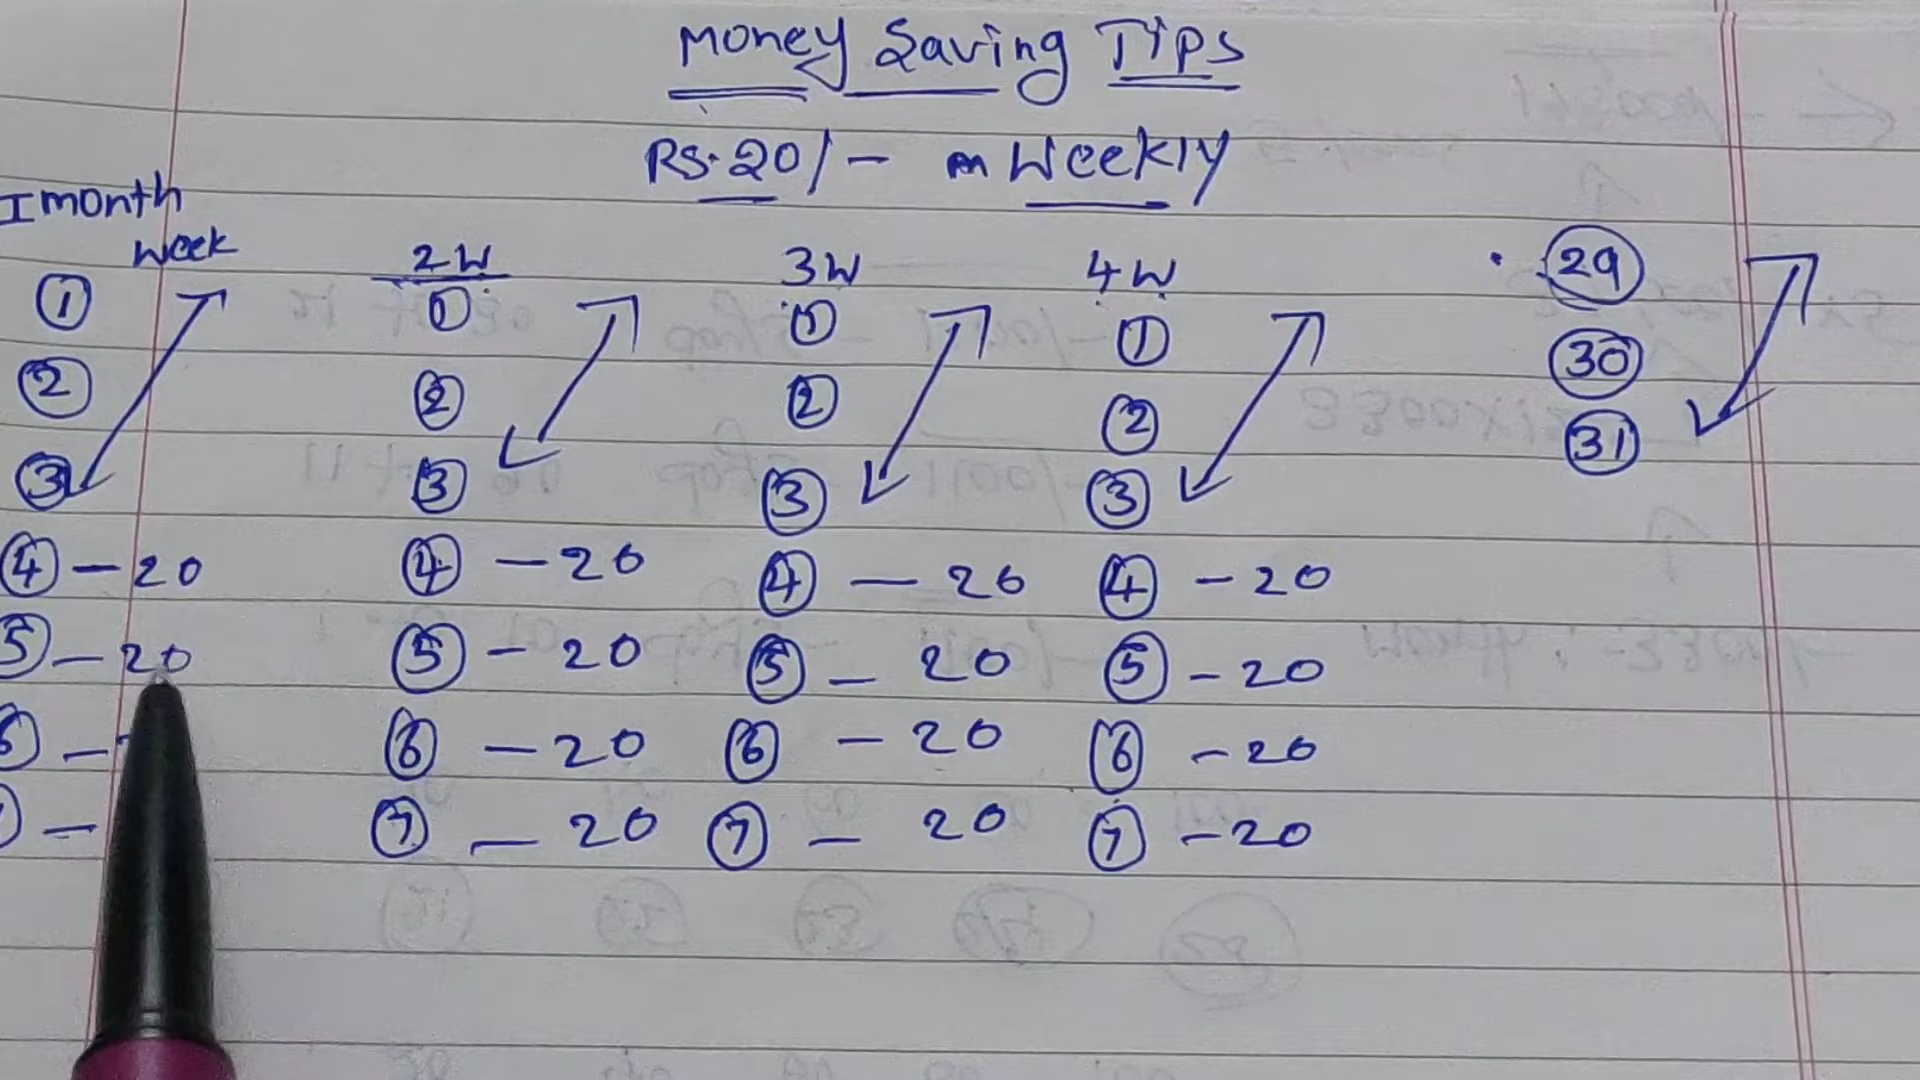 Money Saving Tips
RS. 20/- Weekly
I month
week 2W 3W 4W 29
1 1 1 1 30
2 2 2 2 31
3 3 3 3
4 - 20 4 - 20 4 - 20 4 - 20
5 - 20 5 - 20 5 - 20 5 - 20
6 - 6 - 20 6 - 20 6 - 20
- 7 - 20 7 - 20 7 - 20